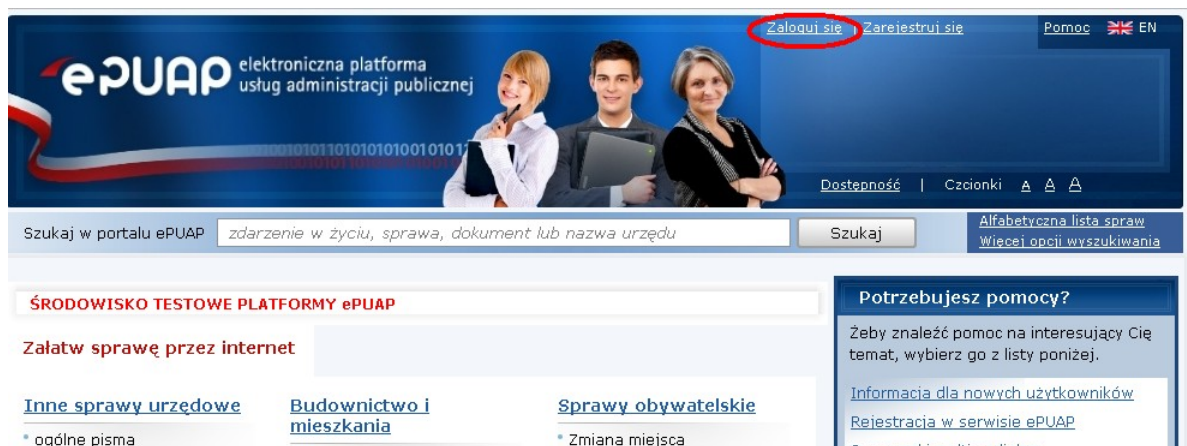 Zaloguj się | Zarejestruj się Pomoc EN
ePUAP elektroniczna platforma
usług administracji publicznej
Dostępność | Czcionki A A A
Szukaj w portalu ePUAP zdarzenie w życiu, sprawa, dokument lub nazwa urzędu Szukaj
Alfabetyczna lista spraw
Więcej opcji wyszukiwania
ŚRODOWISKO TESTOWE PLATFORMY ePUAP
Załatw sprawę przez internet
Inne sprawy urzędowe
ogólne pisma
Budownictwo i
mieszkania
Sprawy obywatelskie
Zmiana miejsca
Potrzebujesz pomocy?
Żeby znaleźć pomoc na interesujący Cię
temat, wybierz go z listy poniżej.
Informacja dla nowych użytkowników
Rejestracja w serwisie ePUAP